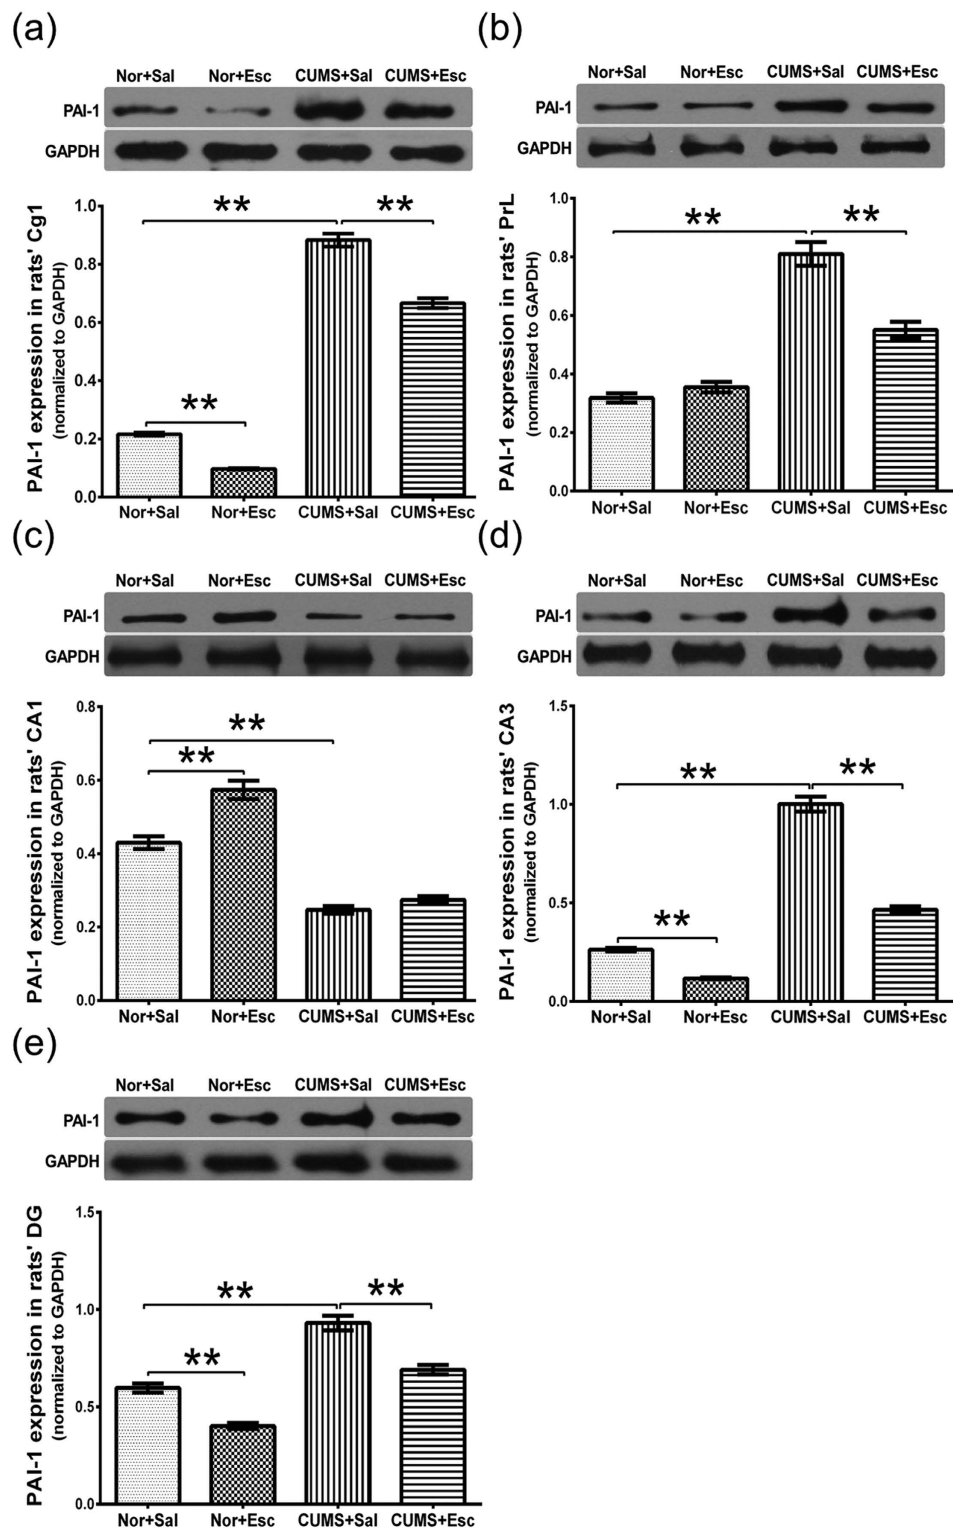 (a)
Nor+Sal Nor+Esc CUMS+Sal CUMS+Esc
PAI-1
GAPDH
PAI-1 expression in rats' Cg1
(normalized to GAPDH)
1.0
0.8
0.6
0.4
0.2
0.0
** **
**
Nor+Sal Nor+Esc CUMS+Sal CUMS+Esc
(b)
Nor+Sal Nor+Esc CUMS+Sal CUMS+Esc
PAI-1
GAPDH
PAI-1 expression in rats' PrL
(normalized to GAPDH)
1.0
0.8
0.6
0.4
0.2
0.0
** **
Nor+Sal Nor+Esc CUMS+Sal CUMS+Esc
(c)
Nor+Sal Nor+Esc CUMS+Sal CUMS+Esc
PAI-1
GAPDH
PAI-1 expression in rats' CA1
(normalized to GAPDH)
0.8
0.6
0.4
0.2
0.0
**
**
Nor+Sal Nor+Esc CUMS+Sal CUMS+Esc
(d)
Nor+Sal Nor+Esc CUMS+Sal CUMS+Esc
PAI-1
GAPDH
PAI-1 expression in rats' CA3
(normalized to GAPDH)
1.5
1.0
0.5
0.0
** **
**
Nor+Sal Nor+Esc CUMS+Sal CUMS+Esc
(e)
Nor+Sal Nor+Esc CUMS+Sal CUMS+Esc
PAI-1
GAPDH
PAI-1 expression in rats' DG
(normalized to GAPDH)
1.5
1.0
0.5
0.0
** **
**
Nor+Sal Nor+Esc CUMS+Sal CUMS+Esc